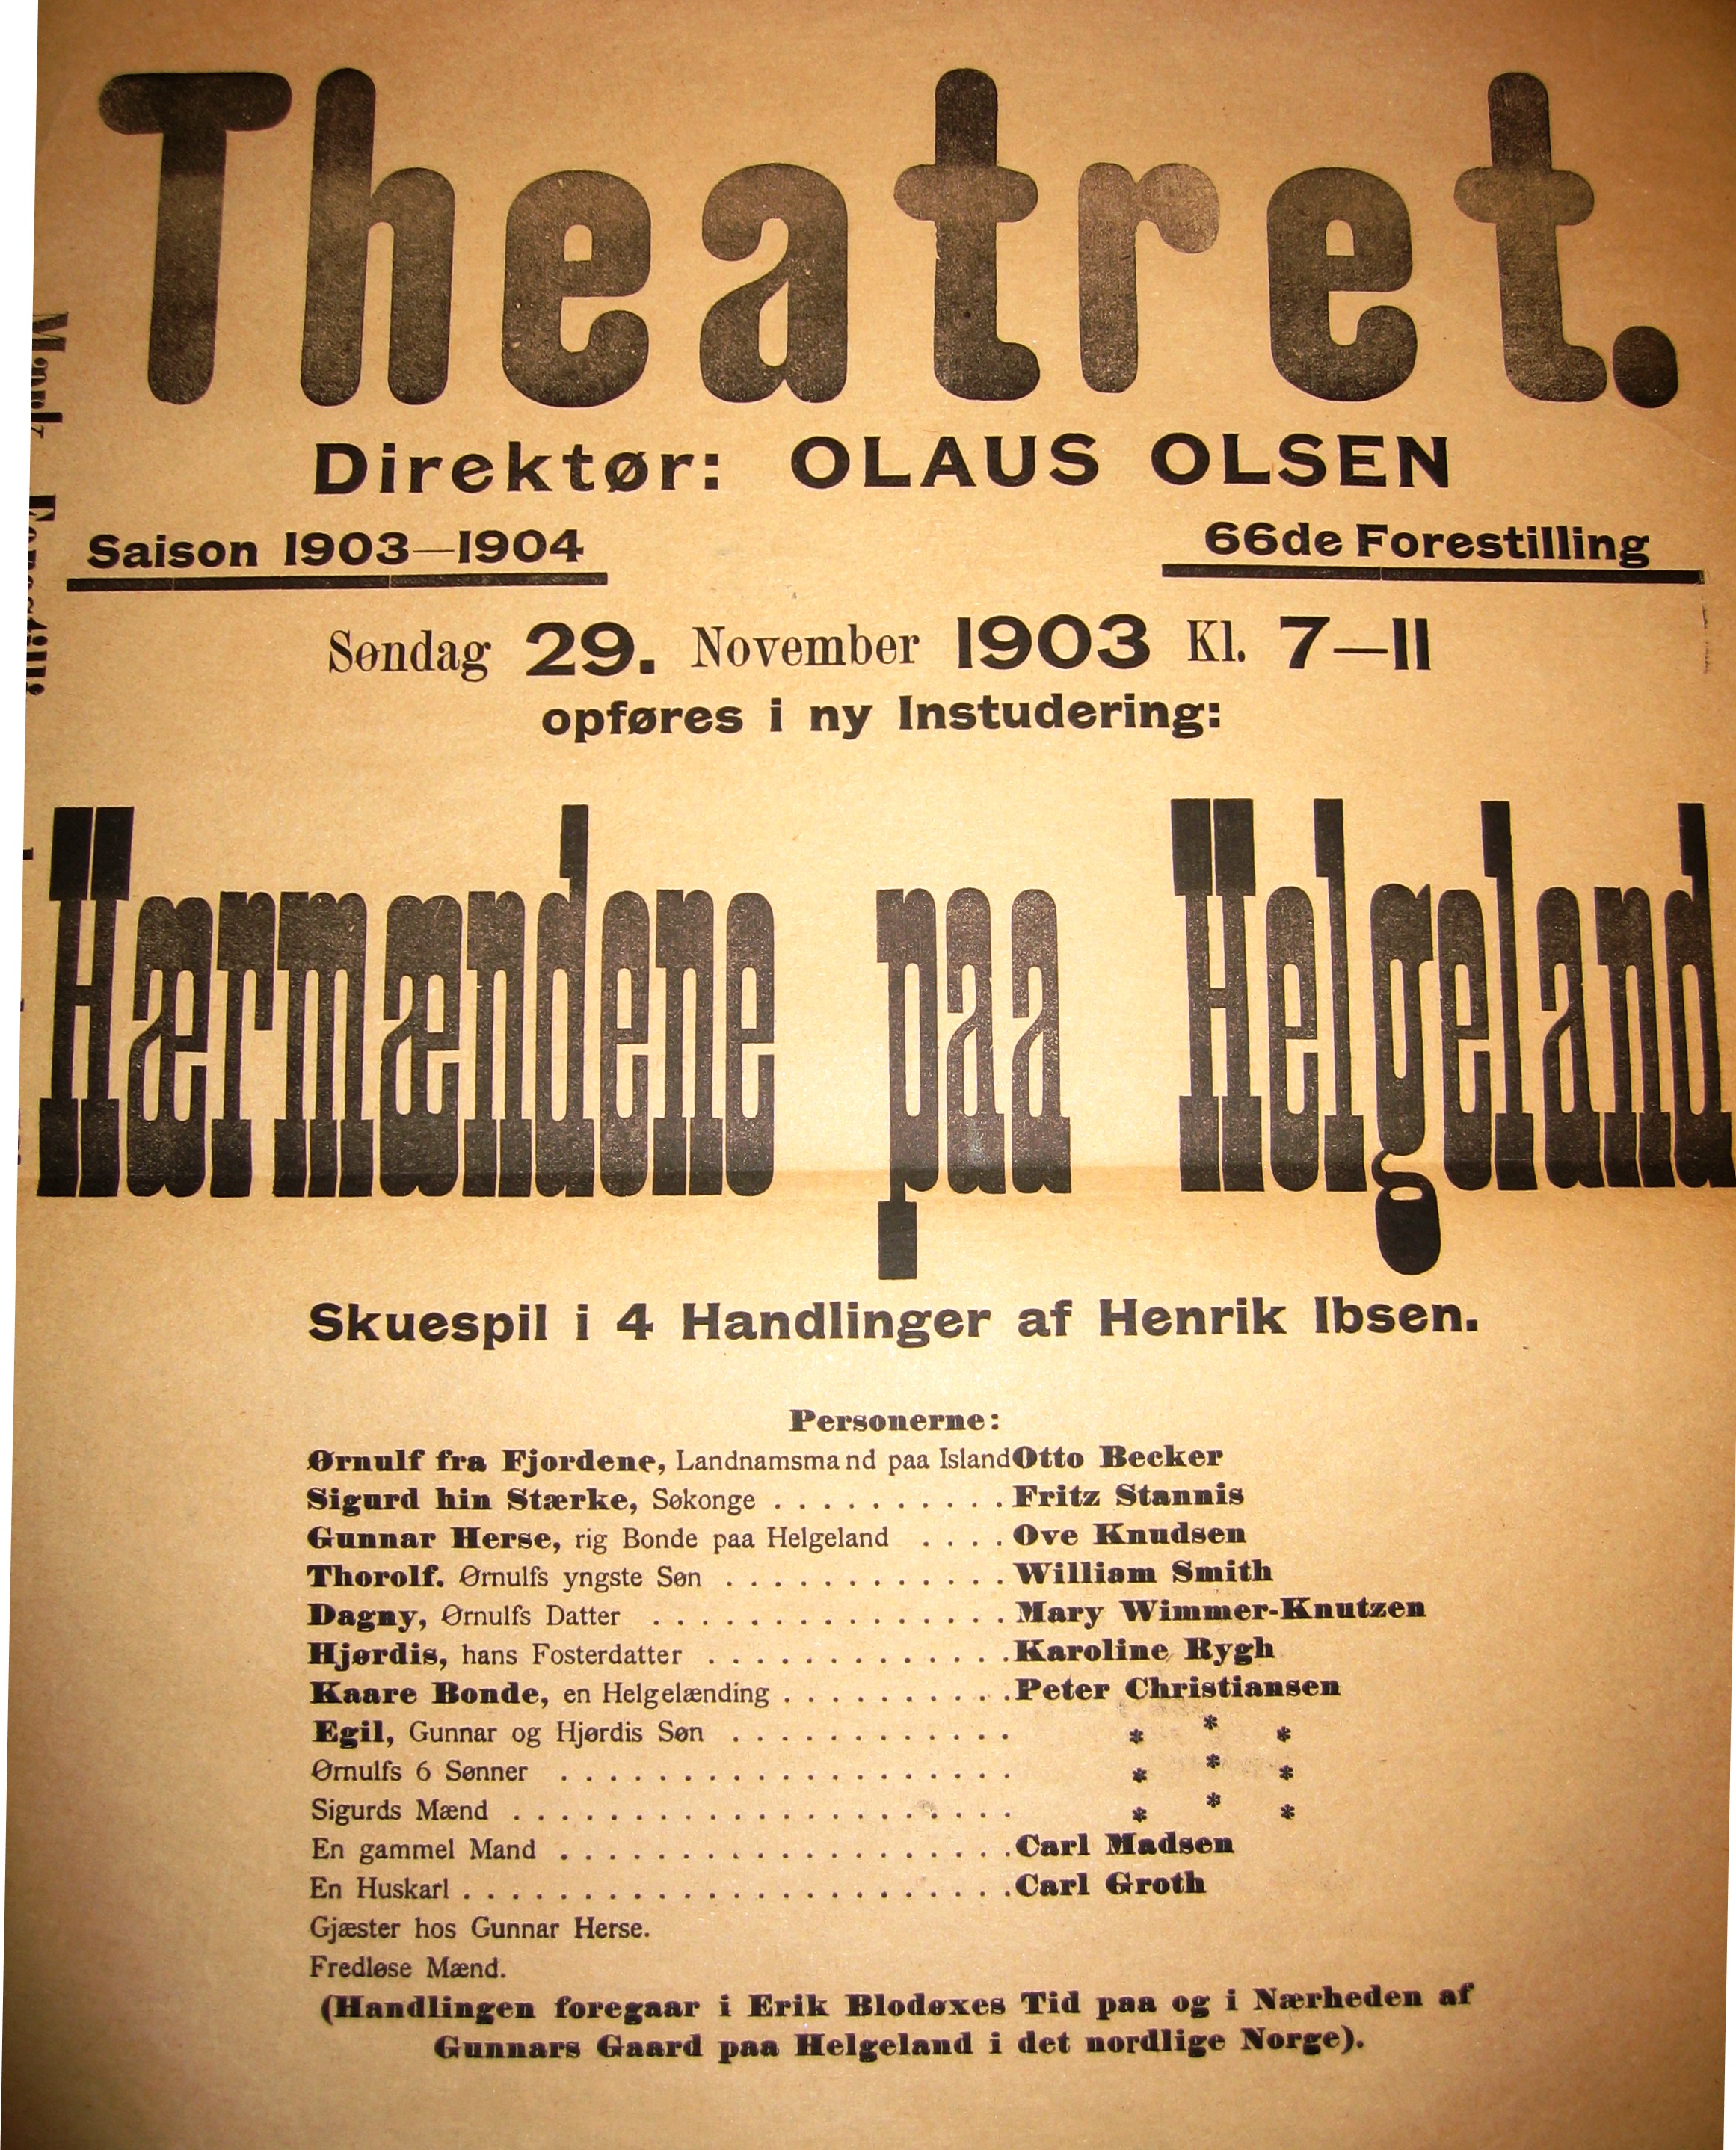 Theatret.
Direktør: OLAUS OLSEN
Saison 1903—1904
66de Forestilling
Søndag 29. November 1903 Kl. 7—11
opføres i ny Instudering:
Hærmændene paa Helgeland
Skuespil i 4 Handlinger af Henrik Ibsen.
Personerne:
Ørnulf fra Fjordene, Landnamsmand paa Island Otto Becker
Sigurd hin Stærke, Søkonge . . . . . . . . . . Fritz Stannis
Gunnar Herse, rig Bonde paa Helgeland . . . . Ove Knudsen
Thorolf. Ørnulfs yngste Søn . . . . . . . . . . . . William Smith
Dagny, Ørnulfs Datter . . . . . . . . . . . . . . . Mary Wimmer-Knutzen
Hjørdis, hans Fosterdatter . . . . . . . . . . . . . Karoline Rygh
Kaare Bonde, en Helgelænding . . . . . . . . . . Peter Christiansen
Egil, Gunnar og Hjørdis Søn . . . . . . . . . . . . * * *
Ørnulfs 6 Sønner . . . . . . . . . . . . . . . . . . . * * *
Sigurds Mænd . . . . . . . . . . . . . . . . . . . . . * * *
En gammel Mand . . . . . . . . . . . . . . . . . . . Carl Madsen
En Huskarl . . . . . . . . . . . . . . . . . . . . . . . Carl Groth
Gjæster hos Gunnar Herse.
Fredløse Mænd.
(Handlingen foregaar i Erik Blodøxes Tid paa og i Nærheden af
Gunnars Gaard paa Helgeland i det nordlige Norge).